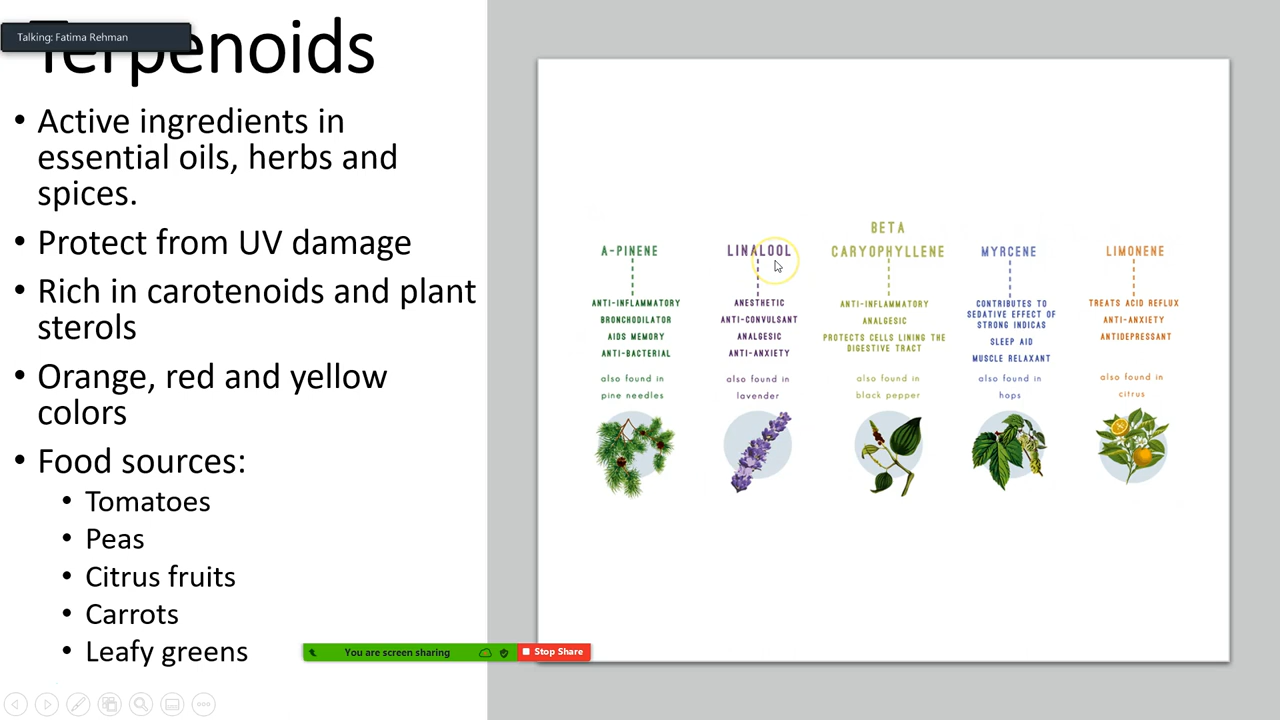 Talking: Fatima Rehman
Terpenoids
• Active ingredients in
essential oils, herbs and
spices.
• Protect from UV damage
• Rich in carotenoids and plant
sterols
• Orange, red and yellow
colors
• Food sources:
• Tomatoes
• Peas
• Citrus fruits
• Carrots
• Leafy greens
A-PINENE
ANTI-INFLAMMATORY
BRONCHODILATOR
AIDS MEMORY
ANTI-BACTERIAL
also found in
pine needles
LINALOOL
ANESTHETIC
ANTI-CONVULSANT
ANALGESIC
ANTI-ANXIETY
also found in
lavender
BETA
CARYOPHYLLENE
ANTI-INFLAMMATORY
ANALGESIC
PROTECTS CELLS LINING THE
DIGESTIVE TRACT
also found in
black pepper
MYRCENE
CONTRIBUTES TO
SEDATIVE EFFECT OF
STRONG INDICAS
SLEEP AID
MUSCLE RELAXANT
also found in
hops
LIMONENE
TREATS ACID REFLUX
ANTI-ANXIETY
ANTIDEPRESSANT
also found in
citrus
You are screen sharing
Stop Share